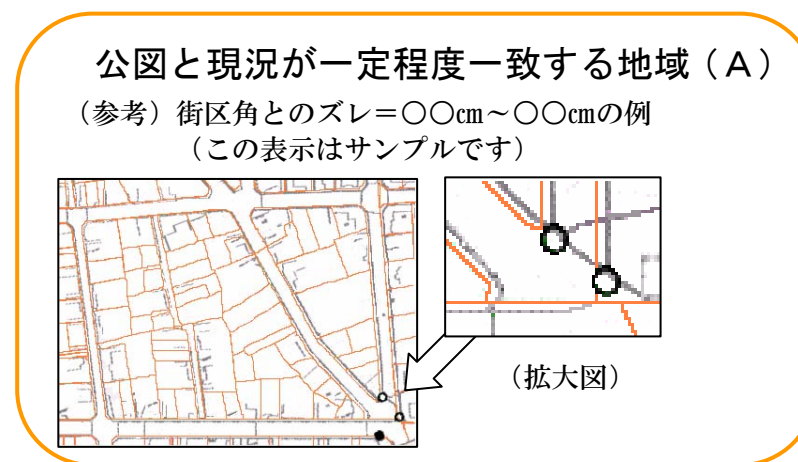 公図と現況が一定程度一致する地域（Ａ）
（参考）街区角とのズレ＝〇〇㎝～〇〇㎝の例
（この表示はサンプルです）
（拡大図）